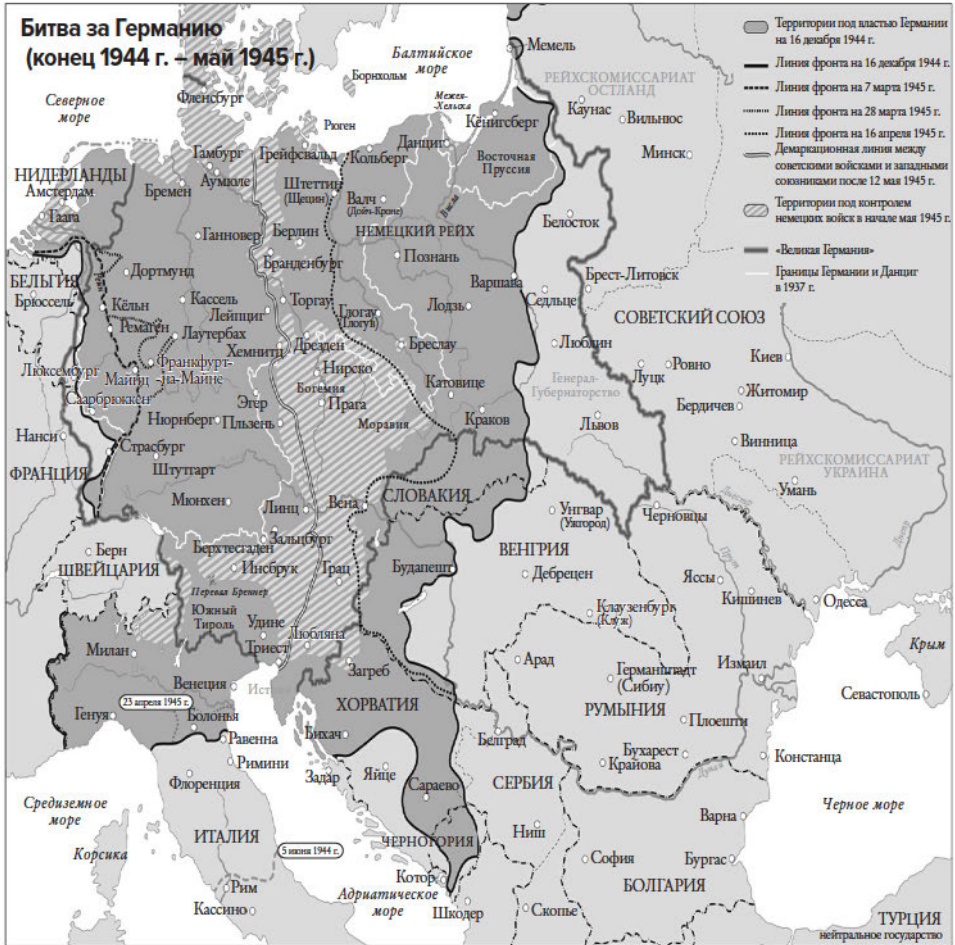 Битва за Германию
(конец 1944 г. – май 1945 г.)
Территории под властью Германии
на 16 декабря 1944 г.
Линия фронта на 16 декабря 1944 г.
Линия фронта на 7 марта 1945 г.
Линия фронта на 28 марта 1945 г.
Линия фронта на 16 апреля 1945 г.
Демаркационная линия между
советскими войсками и западными
союзниками после 12 мая 1945 г.
Территории под контролем
немецких войск в начале мая 1945 г.
«Великая Германия»
Границы Германии и Данциг
в 1937 г.
Балтийское
море
Мемель
Борнхольм
РЕЙХСКОМИССАРИАТ
ОСТЛАНД
Северное
море
Фленсбург
Межея-
Хельска
Каунас
Рюген
Кёнигсберг
Вильнюс
Гамбург
Грейфсвальд
Данциг
Кольберг
Минск
НИДЕРЛАНДЫ
Амстердам
Аумюле
Бремен
Штеттин
(Щецин)
Восточная
Пруссия
Валч
(Дойч-Кроне)
Висла
Гаага
Белосток
Ганновер
Берлин
НЕМЕЦКИЙ РЕЙХ
Бранденбург
Познань
Дортмунд
Варшава
Брест-Литовск
БЕЛЬГИЯ
Брюссель
Кёльн
Кассель
Торгау
Глогау
(Глогув)
Лодзь
Седльце
Лейпциг
СОВЕТСКИЙ СОЮЗ
Ремаген
Лаутербах
Хемнитц
Дрезден
Бреслау
Люблин
Киев
Люксембург
Франкфурт-
-на-Майне
Майнц
Нирско
Ровно
Луцк
Саарбрюккен
Богемия
Катовице
Генерал-
Губернаторство
Житомир
Эгер
Прага
Бердичев
Нюрнберг
Пльзень
Моравия
Краков
Львов
Нанси
Винница
Страсбург
ФРАНЦИЯ
Штутгарт
РЕЙХСКОМИССАРИАТ
УКРАИНА
Умань
Мюнхен
Линц
Вена
СЛОВАКИЯ
Днестр
Унгвар
(Ужгород)
Черновцы
Зальцбург
Берн
Берхтесгаден
ВЕНГРИЯ
ШВЕЙЦАРИЯ
Инсбрук
Грац
Будапешт
Дебрецен
Прут
Яссы
Кишинев
Одесса
Перевал Бреннер
Южный
Тироль
Клаузенбург
(Клуж)
Удине
Любляна
Крым
Милан
Триест
Загреб
Арад
Измаил
Германштадт
(Сибиу)
Венеция
23 апреля 1945 г.
ХОРВАТИЯ
Севастополь
Генуя
Болонья
РУМЫНИЯ
Плоешти
Бихач
Белград
Равенна
Бухарест
Констанца
Римини
Крайова
Дунай
Флоренция
Задар
Яйце
СЕРБИЯ
Сараево
Средиземное
море
Черное море
Варна
ИТАЛИЯ
ЧЕРНОГОРИЯ
Ниш
Корсика
5 июня 1944 г.
София
Бургас
Котор
Рим
Адриатическое
море
БОЛГАРИЯ
Кассино
Шкодер
Скопье
ТУРЦИЯ
нейтральное государство